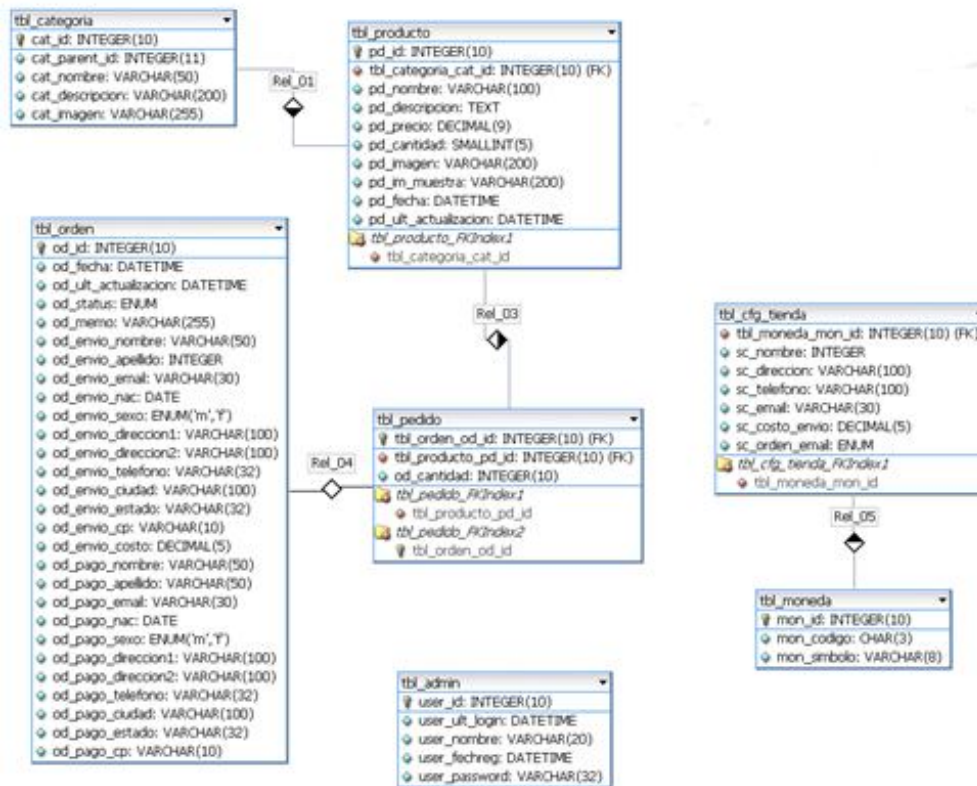 tbl_categoria
cat_id: INTEGER(10)
cat_parent_id: INTEGER(11)
cat_nombre: VARCHAR(50)
cat_descripcion: VARCHAR(200)
cat_imagen: VARCHAR(255)
Rel_01
tbl_producto
pd_id: INTEGER(10)
tbl_categoria_cat_id: INTEGER(10) (FK)
pd_nombre: VARCHAR(100)
pd_descripcion: TEXT
pd_precio: DECIMAL(9)
pd_cantidad: SMALLINT(5)
pd_imagen: VARCHAR(200)
pd_im_muestra: VARCHAR(200)
pd_fecha: DATETIME
pd_ult_actualizacion: DATETIME
tbl_producto_FKIndex1
tbl_categoria_cat_id
Rel_03
tbl_orden
od_id: INTEGER(10)
od_fecha: DATETIME
od_ult_actualizacion: DATETIME
od_status: ENUM
od_memo: VARCHAR(255)
od_envio_nombre: VARCHAR(50)
od_envio_apellido: INTEGER
od_envio_email: VARCHAR(30)
od_envio_nac: DATE
od_envio_sexo: ENUM('m','f')
od_envio_direccion1: VARCHAR(100)
od_envio_direccion2: VARCHAR(100)
od_envio_telefono: VARCHAR(32)
od_envio_ciudad: VARCHAR(100)
od_envio_estado: VARCHAR(32)
od_envio_cp: VARCHAR(10)
od_envio_costo: DECIMAL(5)
od_pago_nombre: VARCHAR(50)
od_pago_apellido: VARCHAR(50)
od_pago_email: VARCHAR(30)
od_pago_nac: DATE
od_pago_sexo: ENUM('m','f')
od_pago_direccion1: VARCHAR(100)
od_pago_direccion2: VARCHAR(100)
od_pago_telefono: VARCHAR(32)
od_pago_ciudad: VARCHAR(100)
od_pago_estado: VARCHAR(32)
od_pago_cp: VARCHAR(10)
Rel_04
tbl_pedido
tbl_orden_od_id: INTEGER(10) (FK)
tbl_producto_pd_id: INTEGER(10) (FK)
od_cantidad: INTEGER(10)
tbl_pedido_FKIndex1
tbl_producto_pd_id
tbl_pedido_FKIndex2
tbl_orden_od_id
tbl_cfg_tienda
tbl_moneda_mon_id: INTEGER(10) (FK)
sc_nombre: INTEGER
sc_direccion: VARCHAR(100)
sc_telefono: VARCHAR(100)
sc_email: VARCHAR(30)
sc_costo_envio: DECIMAL(5)
sc_orden_email: ENUM
tbl_cfg_tienda_FKIndex1
tbl_moneda_mon_id
Rel_05
tbl_moneda
mon_id: INTEGER(10)
mon_codigo: CHAR(3)
mon_simbolo: VARCHAR(8)
tbl_admin
user_id: INTEGER(10)
user_ult_login: DATETIME
user_nombre: VARCHAR(20)
user_fechreg: DATETIME
user_password: VARCHAR(32)